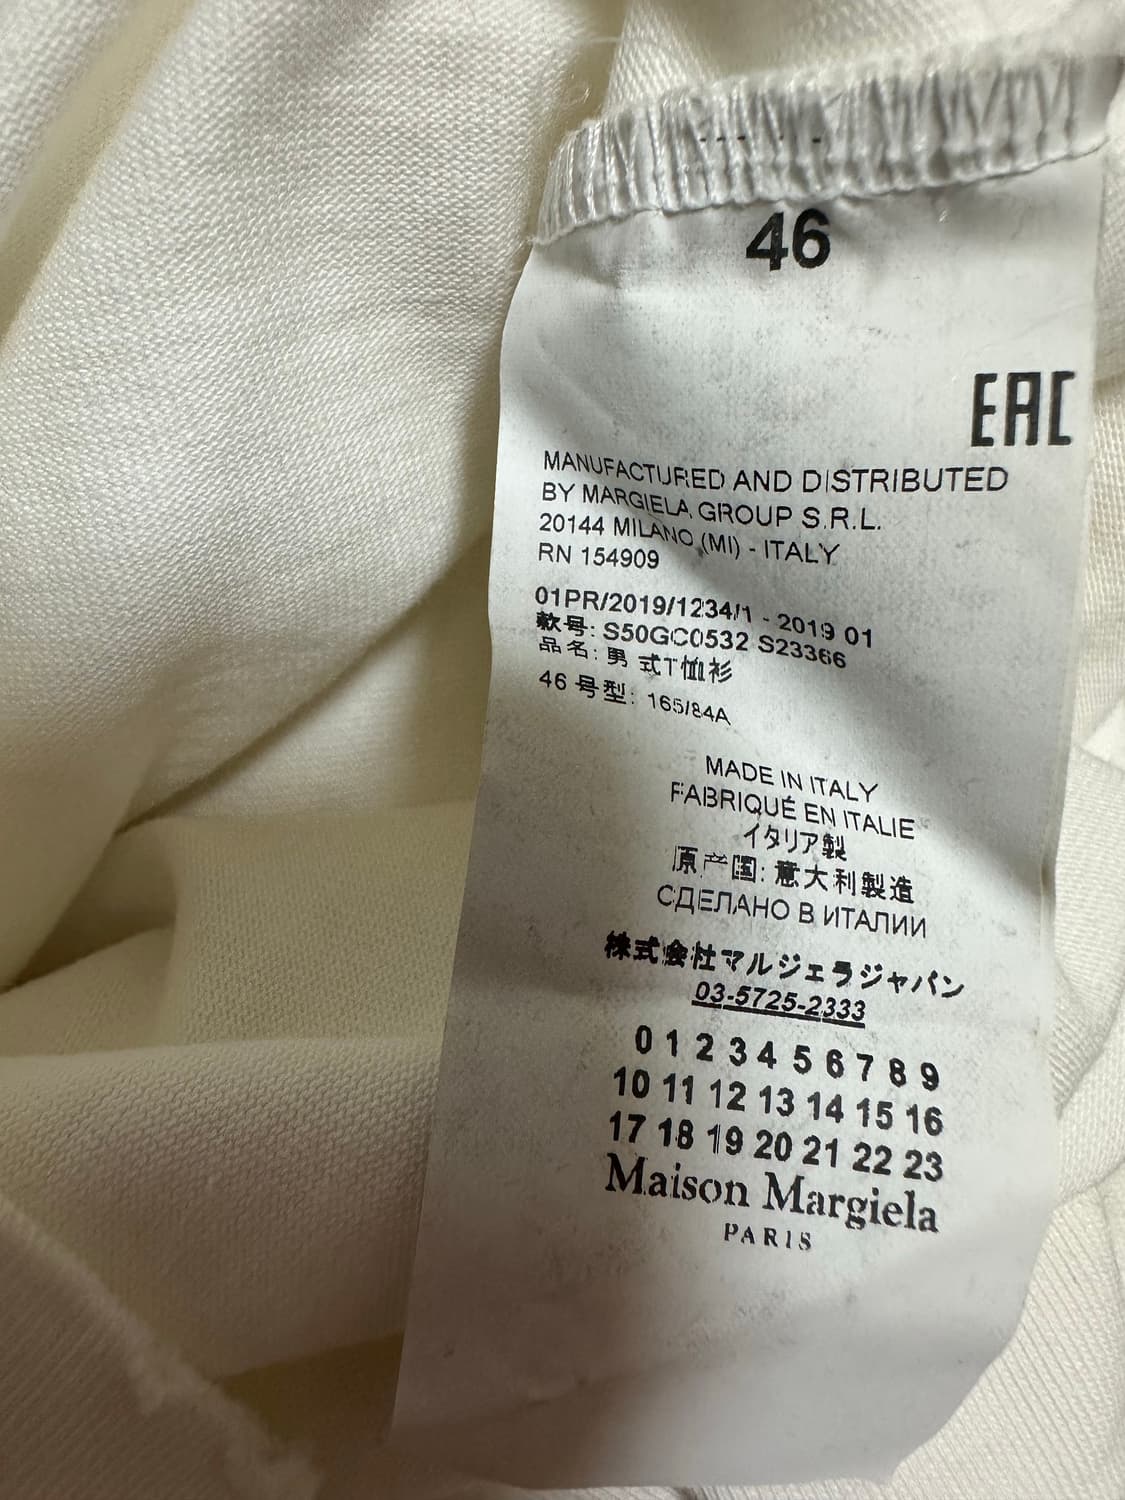 46
EAC
MANUFACTURED AND DISTRIBUTED
BY MARGIELA GROUP S.R.L.
20144 MILANO (MI) - ITALY
RN 154909
01PR/2019/1234/1 - 2019 01
款号: S50GC0532 S23366
品名: 男式T恤衫
46 号型: 165/84A
MADE IN ITALY
FABRIQUÉ EN ITALIE
イタリア製
原产国: 意大利製造
СДЕЛАНО В ИТАЛИИ
株式会社マルジェラジャパン
03-5725-2333
0 1 2 3 4 5 6 7 8 9
10 11 12 13 14 15 16
17 18 19 20 21 22 23
Maison Margiela
PARIS